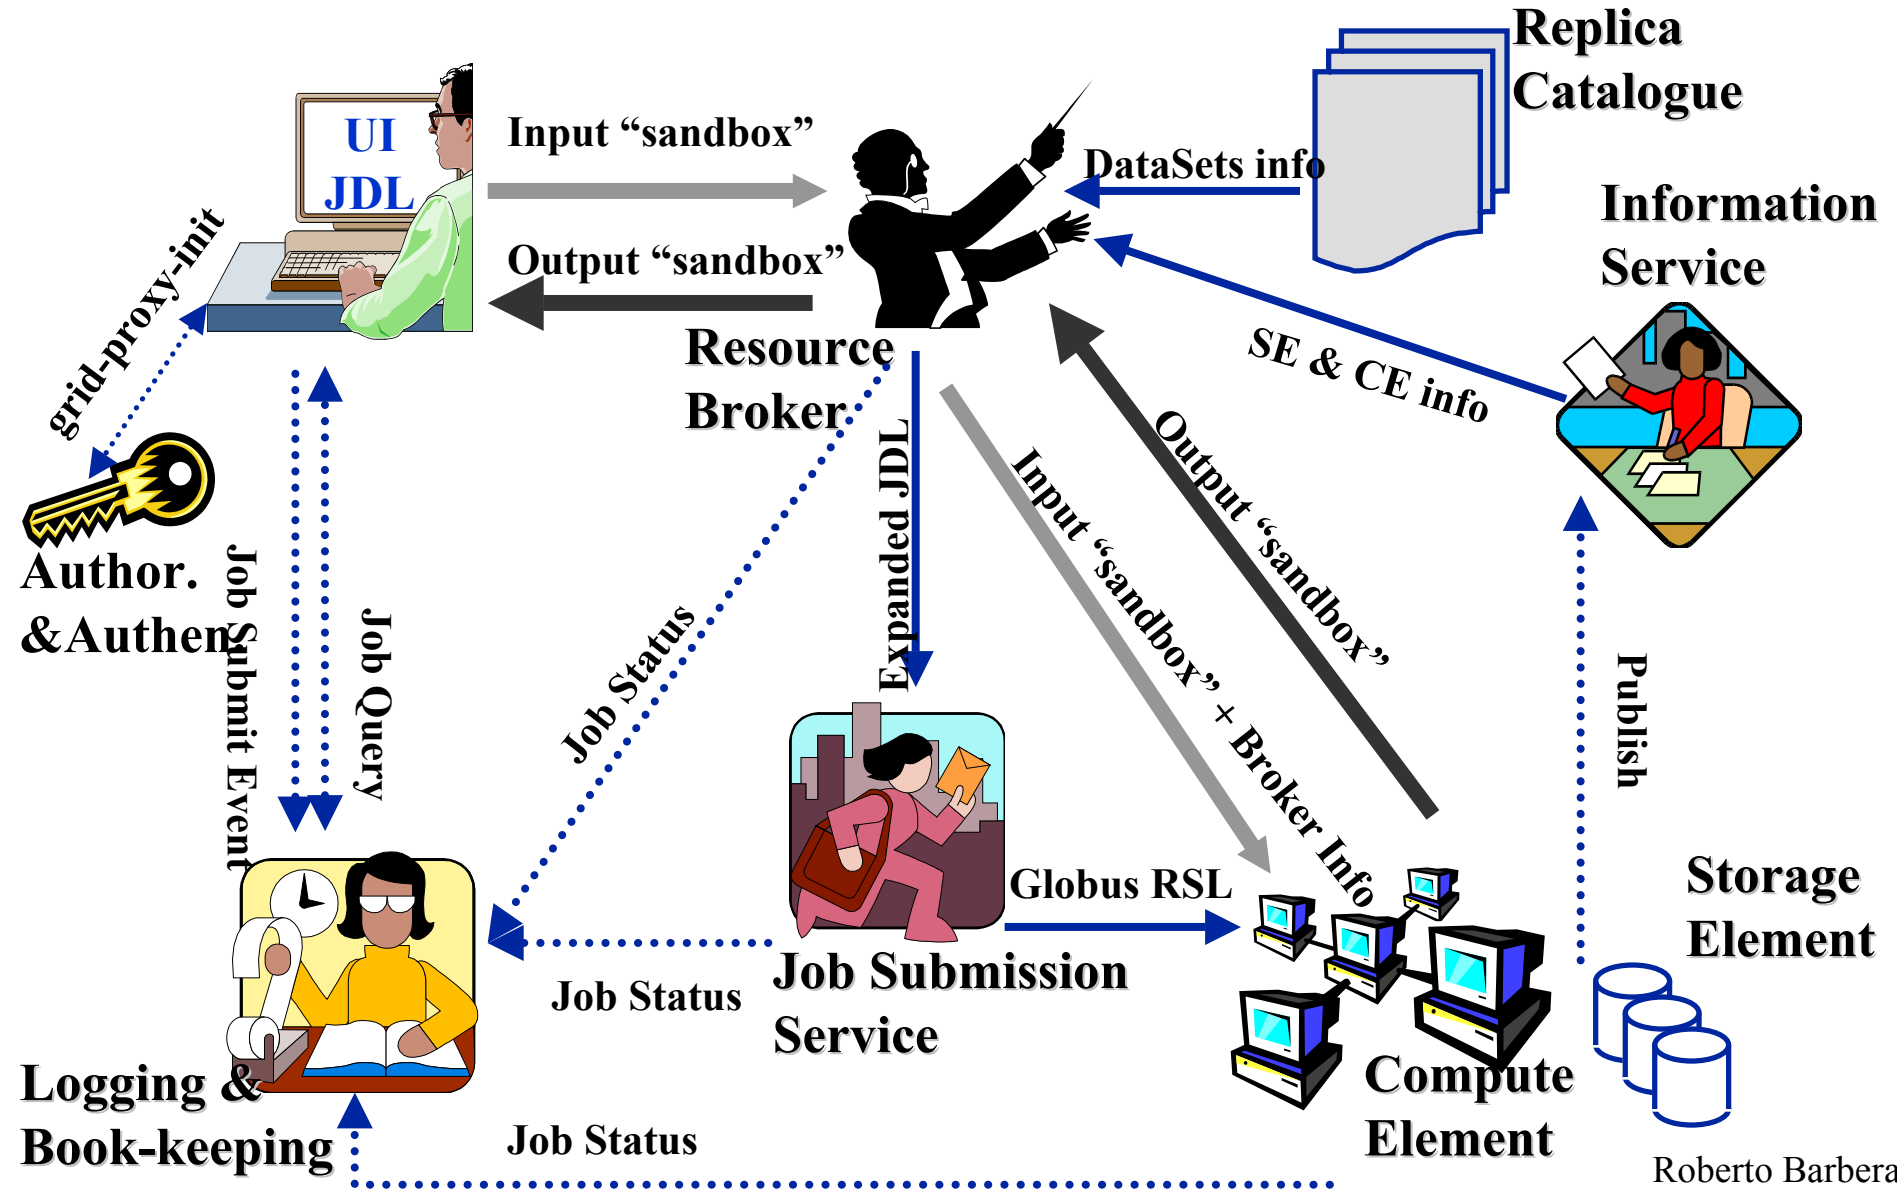 Replica
Catalogue
UI
JDL
Input “sandbox”
DataSets info
Information
Service
Output “sandbox”
grid-proxy-init
Resource
Broker
SE & CE info
Expanded JDL
Input “sandbox” + Broker Info
Output “sandbox”
Author.
&Authen.
Job Submit Event
Job Query
Job Status
Publish
Globus RSL
Storage
Element
Job Submission
Service
Job Status
Compute
Element
Logging &
Book-keeping
Job Status
Roberto Barbera